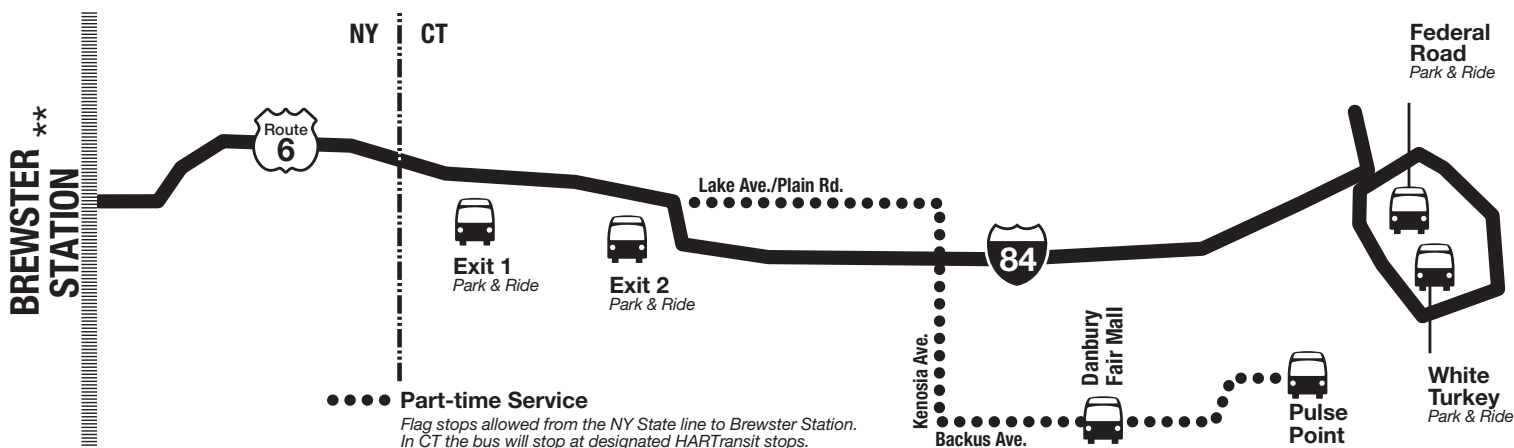 NY
CT
Federal
Road
Park & Ride
BREWSTER **
STATION
Route
6
Lake Ave./Plain Rd.
84
Exit 1
Park & Ride
Exit 2
Park & Ride
Kenosia Ave.
Danbury
Fair Mall
White
Turkey
Park & Ride
Pulse
Point
Backus Ave.
Part-time Service
Flag stops allowed from the NY State line to Brewster Station.
In CT the bus will stop at designated HARTransit stops.